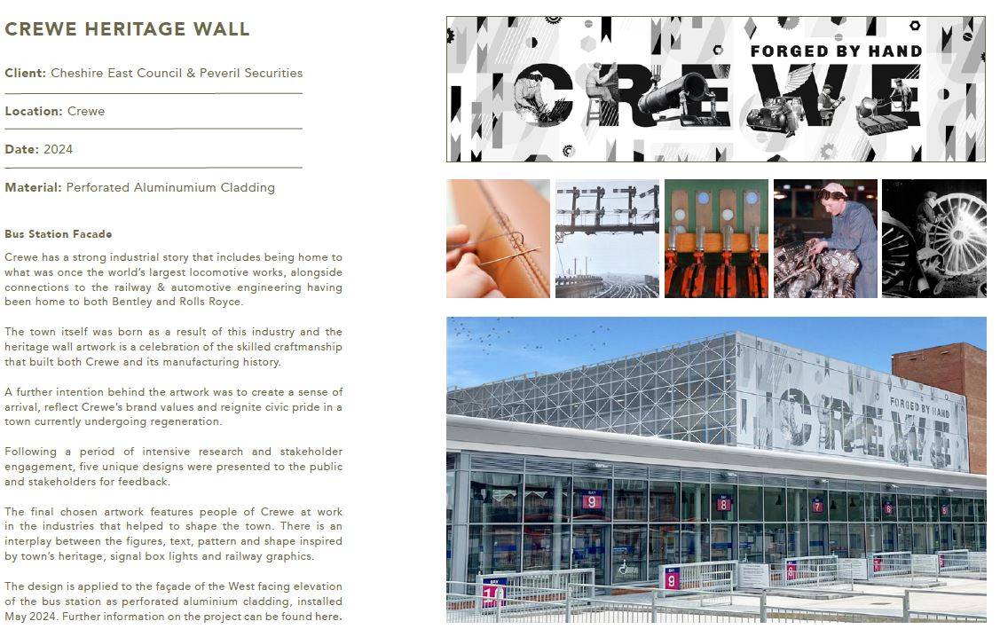 CREWE HERITAGE WALL
Client: Cheshire East Council & Peveril Securities
Location: Crewe
Date: 2024
Material: Perforated Aluminumium Cladding
Bus Station Facade
Crewe has a strong industrial story that includes being home to
what was once the world's largest locomotive works, alongside
connections to the railway & automotive engineering having
been home to both Bentley and Rolls Royce.
The town itself was born as a result of this industry and the
heritage wall artwork is a celebration of the skilled craftmanship
that built both Crewe and its manufacturing history.
A further intention behind the artwork was to create a sense of
arrival, reflect Crewe's brand values and reignite civic pride in a
town currently undergoing regeneration.
Following a period of intensive research and stakeholder
engagement, five unique designs were presented to the public
and stakeholders for feedback.
The final chosen artwork features people of Crewe at work
in the industries that helped to shape the town. There is an
interplay between the figures, text, pattern and shape inspired
by town's heritage, signal box lights and railway graphics.
The design is applied to the façade of the West facing elevation
of the bus station as perforated aluminium cladding, installed
May 2024. Further information on the project can be found here.
FORGED BY HAND
CREWE
FORGED BY HAND
CREWE
BAY
9
8
7
6
5
BAY
10
BAY
9
8
7